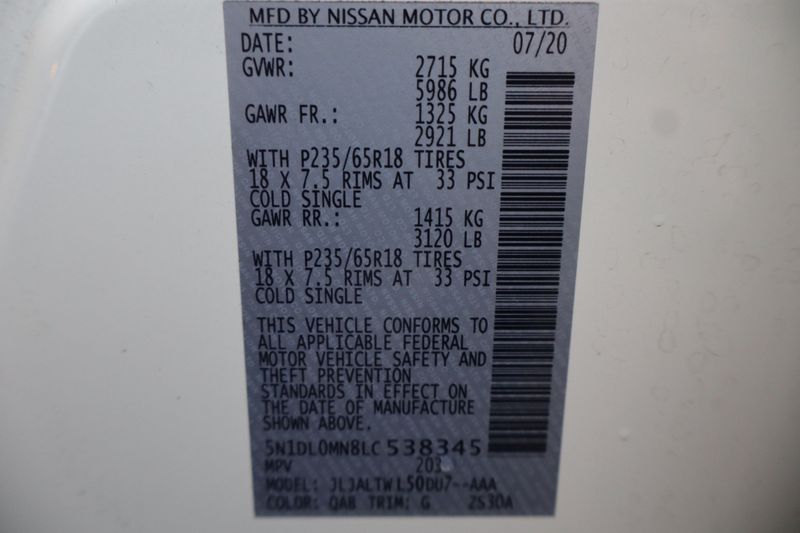 MFD BY NISSAN MOTOR CO., LTD.
DATE: 07/20
GVWR: 2715 KG
5986 LB
GAWR FR.: 1325 KG
2921 LB
WITH P235/65R18 TIRES
18 X 7.5 RIMS AT 33 PSI
COLD SINGLE
GAWR RR.: 1415 KG
3120 LB
WITH P235/65R18 TIRES
18 X 7.5 RIMS AT 33 PSI
COLD SINGLE
THIS VEHICLE CONFORMS TO
ALL APPLICABLE FEDERAL
MOTOR VEHICLE SAFETY AND
THEFT PREVENTION
STANDARDS IN EFFECT ON
THE DATE OF MANUFACTURE
SHOWN ABOVE.
5N1DL0MN8LC538345
MPV
MODEL: JLJALTWL50DU7--AAA
COLOR: QAB TRIM: G 2S30A